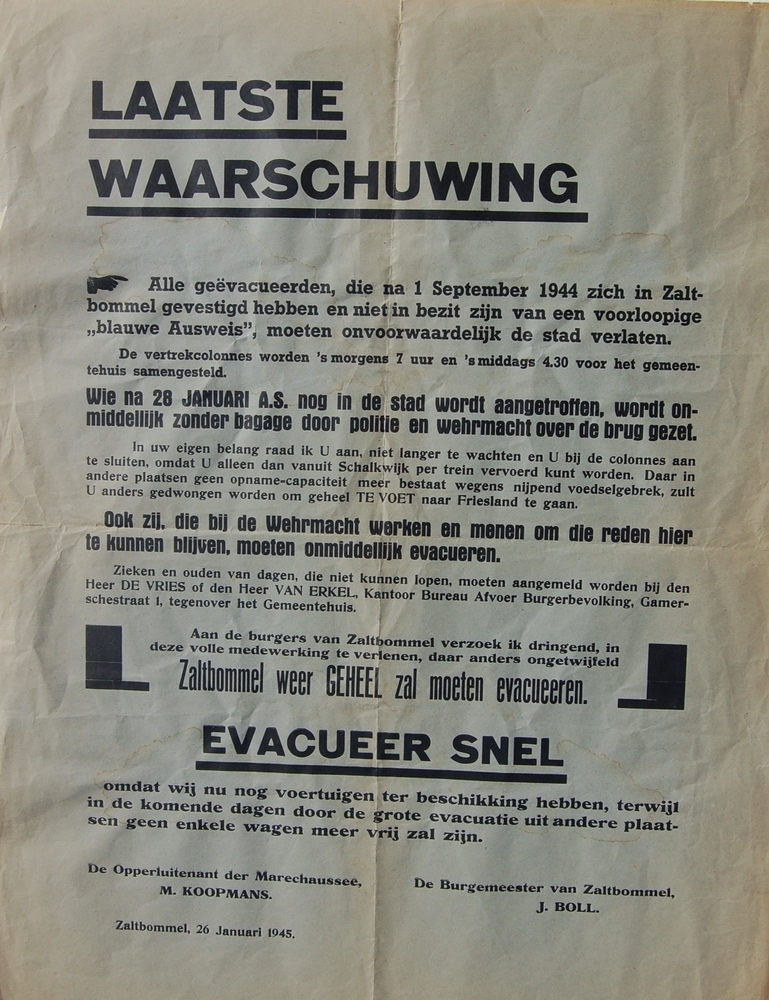 LAATSTE
WAARSCHUWING
Alle geëvacueerden, die na 1 September 1944 zich in Zalt-
bommel gevestigd hebben en niet in bezit zijn van een voorloopige
„blauwe Ausweis”, moeten onvoorwaardelijk de stad verlaten.
De vertrekcolonnes worden 's morgens 7 uur en 's middags 4.30 voor het gemeen-
tehuis samengesteld.
Wie na 28 JANUARI A.S. nog in de stad wordt aangetroffen, wordt on-
middellijk zonder bagage door politie en wehrmacht over de brug gezet.
In uw eigen belang raad ik U aan, niet langer te wachten en U bij de colonnes aan
te sluiten, omdat U alleen dan vanuit Schalkwijk per trein vervoerd kunt worden. Daar in
andere plaatsen geen opname-capaciteit meer bestaat wegens nijpend voedselgebrek, zult
U anders gedwongen worden om geheel TE VOET naar Friesland te gaan.
Ook zij, die bij de Wehrmacht werken en menen om die reden hier
te kunnen blijven, moeten onmiddellijk evacueren.
Zieken en ouden van dagen, die niet kunnen lopen, moeten aangemeld worden bij den
Heer DE VRIES of den Heer VAN ERKEL, Kantoor Bureau Afvoer Burgerbevolking, Gamer-
schestraat 1, tegenover het Gemeentehuis.
Aan de burgers van Zaltbommel verzoek ik dringend, in
deze volle medewerking te verlenen, daar anders ongetwijfeld
Zaltbommel weer GEHEEL zal moeten evacueeren.
EVACUEER SNEL
omdat wij nu nog voertuigen ter beschikking hebben, terwijl
in de komende dagen door de grote evacuatie uit andere plaat-
sen geen enkele wagen meer vrij zal zijn.
De Opperluitenant der Marechaussee,
M. KOOPMANS.
De Burgemeester van Zaltbommel,
J. BOLL.
Zaltbommel, 26 Januari 1945.